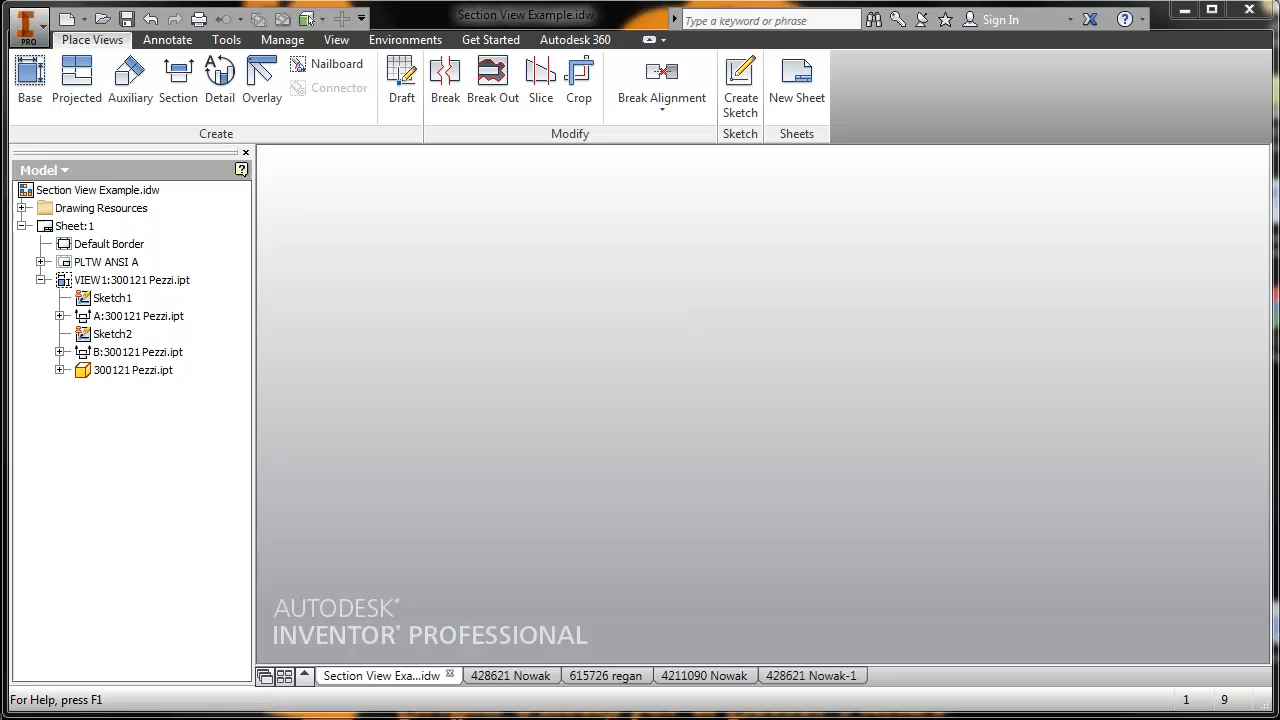 Section View Example.idw
Type a keyword or phrase
Sign In
PRO
Place Views
Annotate
Tools
Manage
View
Environments
Get Started
Autodesk 360
Base
Projected
Auxiliary
Section
Detail
Overlay
Nailboard
Connector
Draft
Break
Break Out
Slice
Crop
Break Alignment
Create Sketch
New Sheet
Create
Modify
Sketch
Sheets
Model
Section View Example.idw
Drawing Resources
Sheet:1
Default Border
PLTW ANSI A
VIEW1:300121 Pezzi.ipt
Sketch1
A:300121 Pezzi.ipt
Sketch2
B:300121 Pezzi.ipt
300121 Pezzi.ipt
AUTODESK®
INVENTOR® PROFESSIONAL
Section View Exa...idw
428621 Nowak
615726 regan
4211090 Nowak
428621 Nowak-1
For Help, press F1
1
9